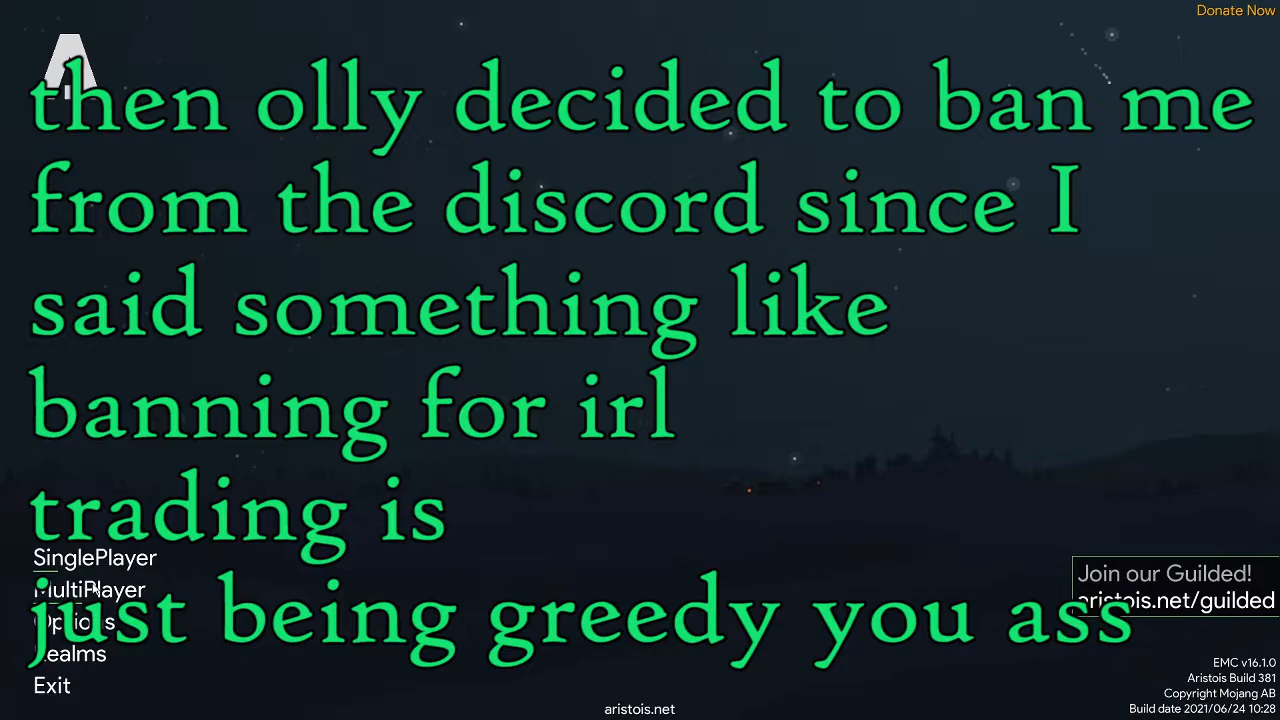 Donate Now
then olly decided to ban me
from the discord since I
said something like
banning for irl
trading is
just being greedy you ass
SinglePlayer
MultiPlayer
Options
Realms
Exit
Join our Guilded!
aristois.net/guilded
EMC v16.1.0
Aristois Build 381
Copyright Mojang AB
Build date 2021/06/24 10:28
aristois.net